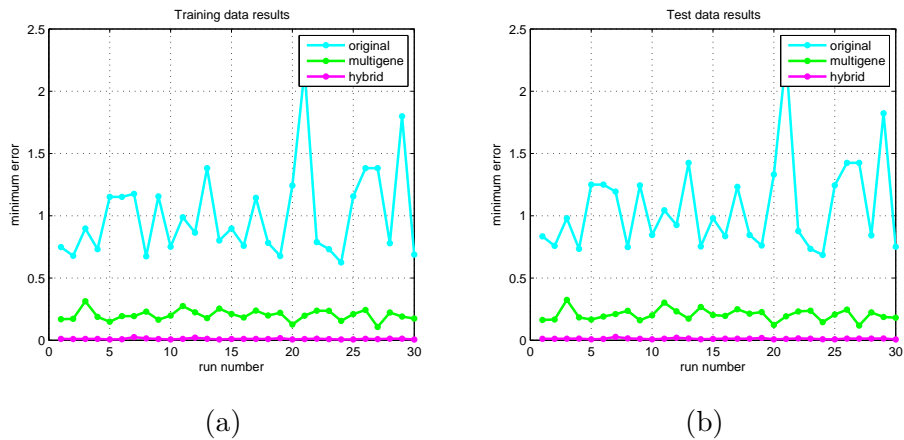 Training data results
2.5
2
1.5
1
0.5
0
minimum error
original
multigene
hybrid
0 5 10 15 20 25 30
run number
(a)
Test data results
2.5
2
1.5
1
0.5
0
minimum error
original
multigene
hybrid
0 5 10 15 20 25 30
run number
(b)